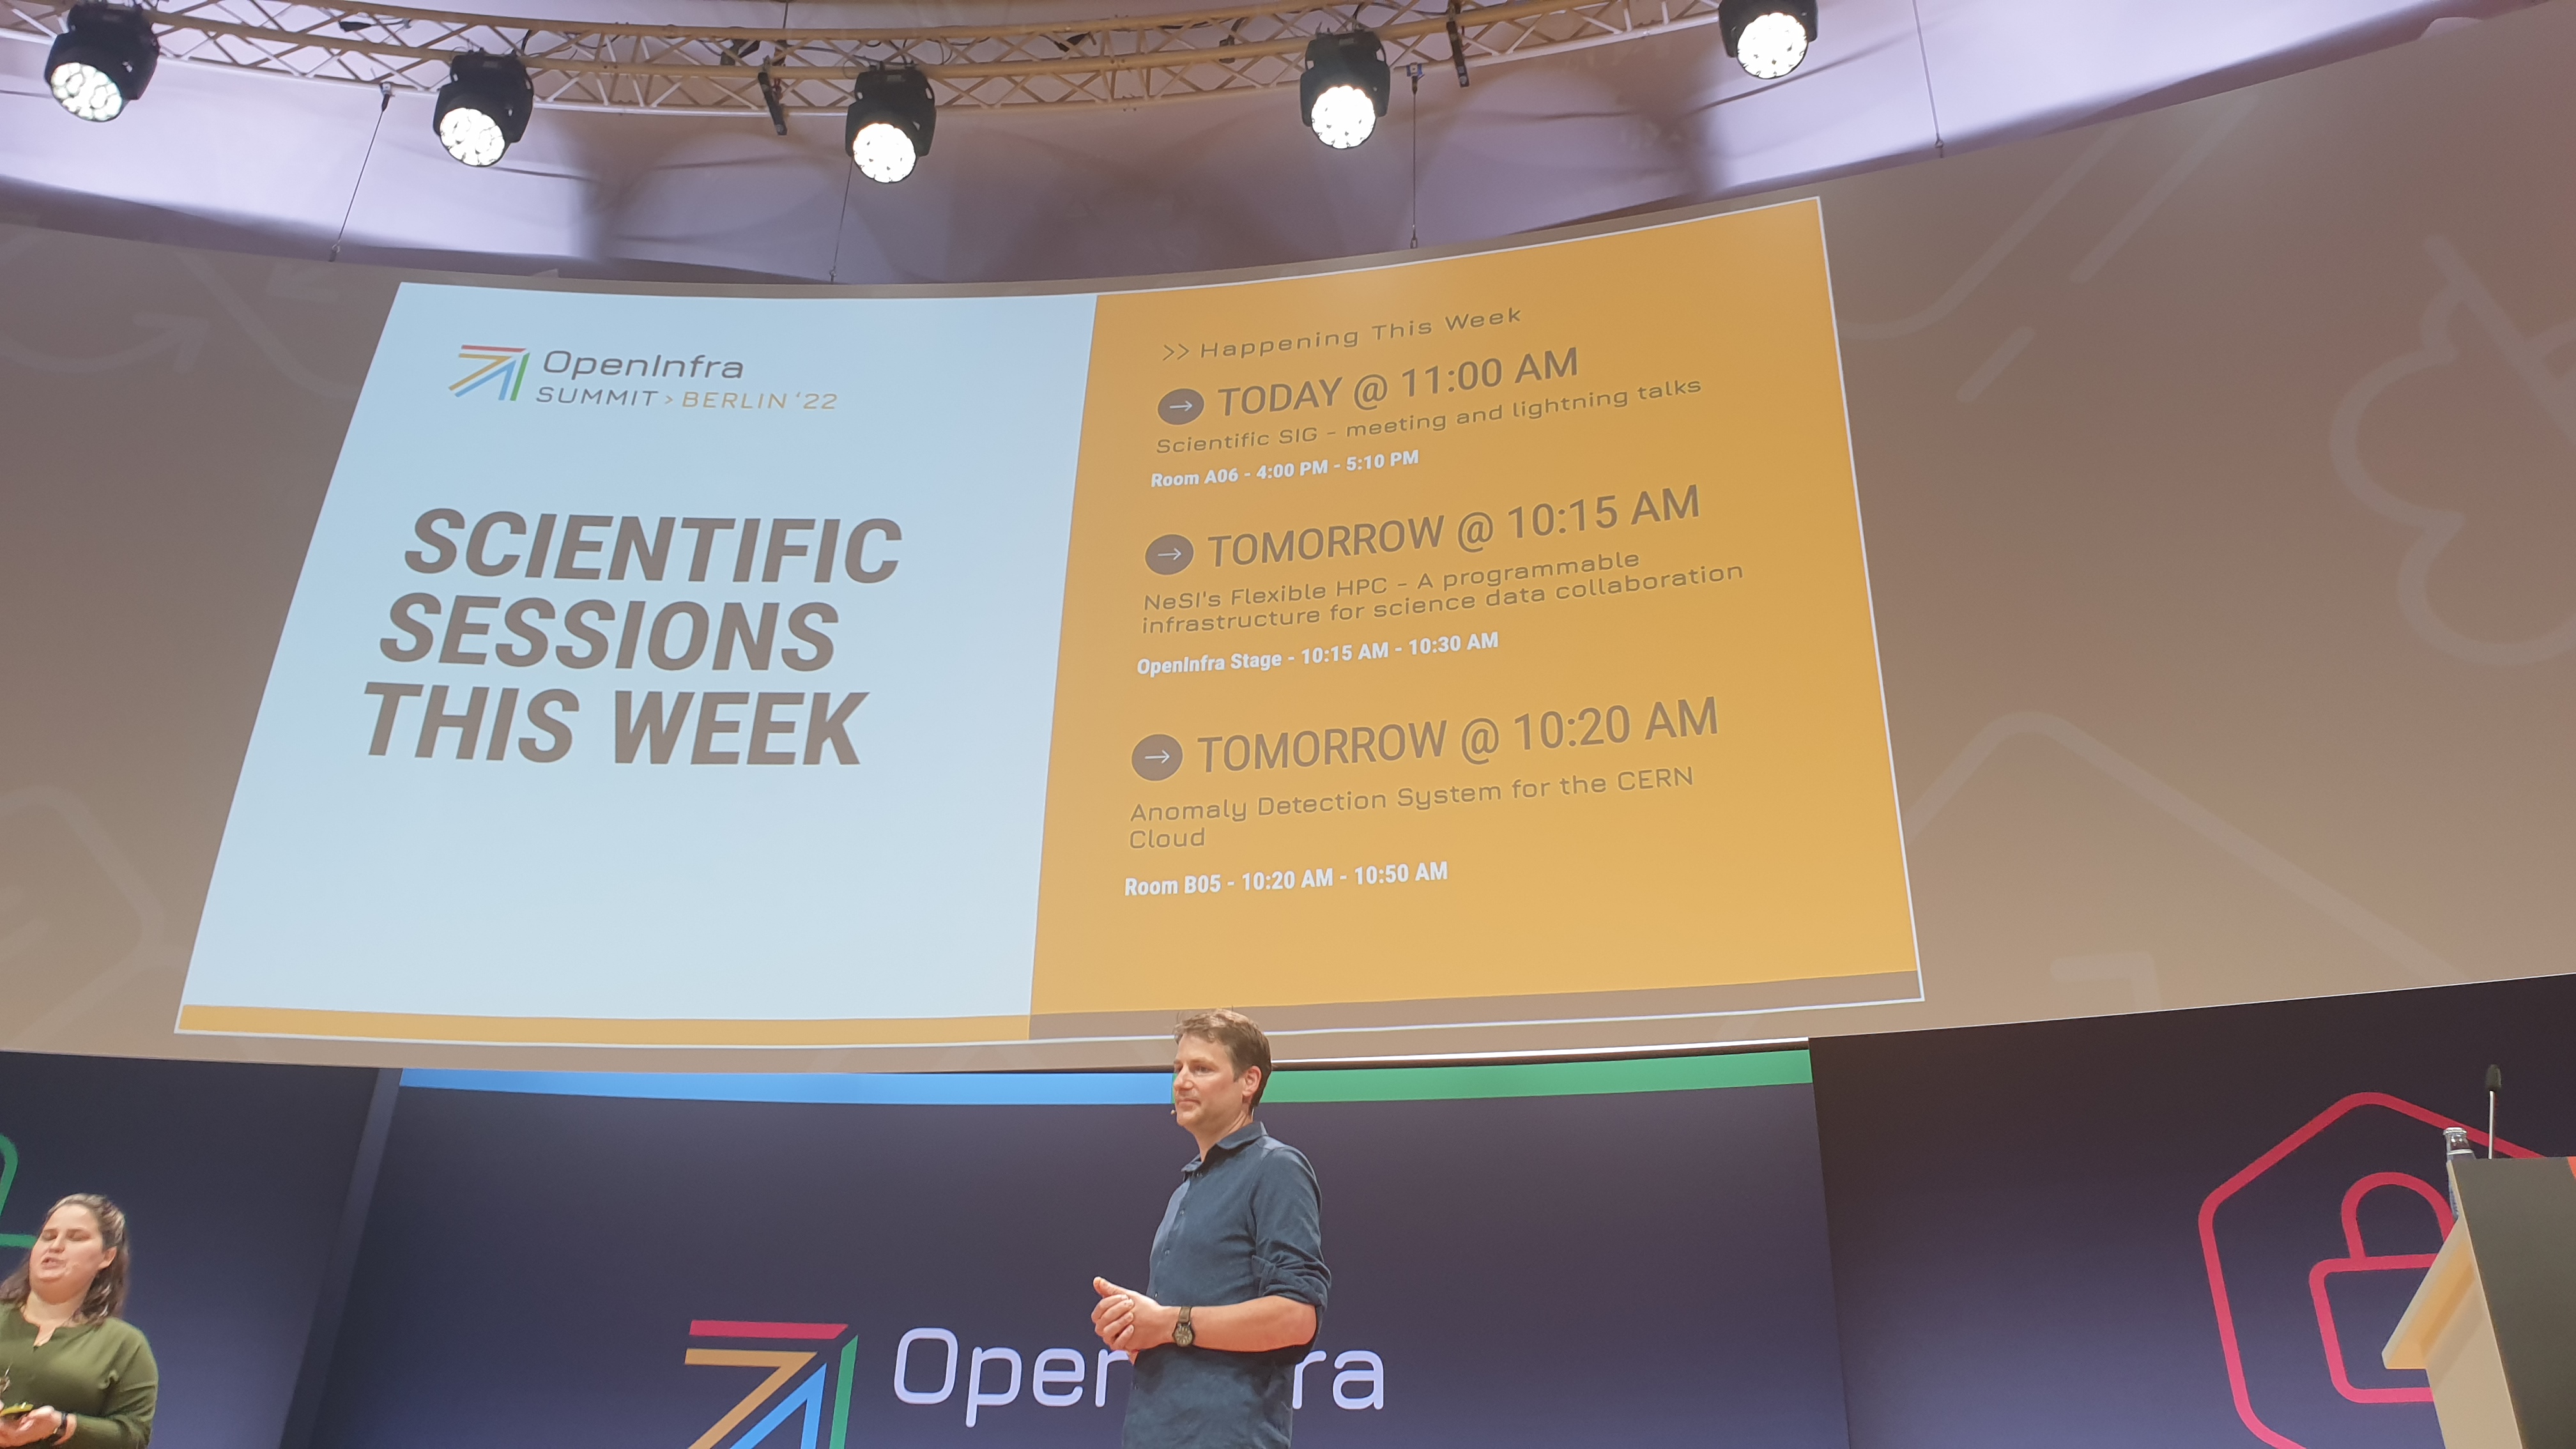 OpenInfra
SUMMIT > BERLIN '22
SCIENTIFIC
SESSIONS
THIS WEEK
>> Happening This Week
→ TODAY @ 11:00 AM
Scientific SIG - meeting and lightning talks
Room A06 - 4:00 PM - 5:10 PM
→ TOMORROW @ 10:15 AM
NeSI's Flexible HPC - A programmable
infrastructure for science data collaboration
OpenInfra Stage - 10:15 AM - 10:30 AM
→ TOMORROW @ 10:20 AM
Anomaly Detection System for the CERN
Cloud
Room B05 - 10:20 AM - 10:50 AM
Open ra